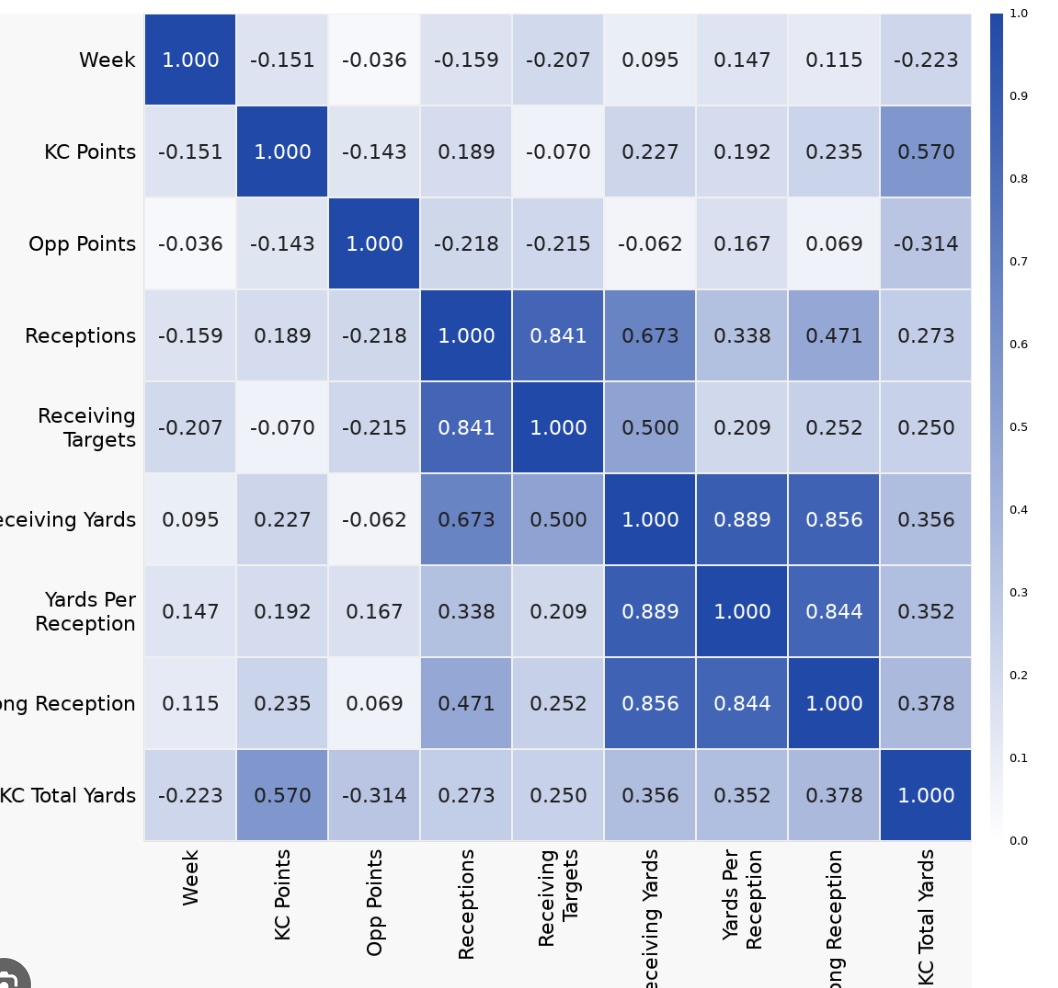 Week 1.000 -0.151 -0.036 -0.159 -0.207 0.095 0.147 0.115 -0.223
KC Points -0.151 1.000 -0.143 0.189 -0.070 0.227 0.192 0.235 0.570
Opp Points -0.036 -0.143 1.000 -0.218 -0.215 -0.062 0.167 0.069 -0.314
Receptions -0.159 0.189 -0.218 1.000 0.841 0.673 0.338 0.471 0.273
Receiving
Targets
-0.207 -0.070 -0.215 0.841 1.000 0.500 0.209 0.252 0.250
eceiving Yards 0.095 0.227 -0.062 0.673 0.500 1.000 0.889 0.856 0.356
Yards Per
Reception
0.147 0.192 0.167 0.338 0.209 0.889 1.000 0.844 0.352
ong Reception 0.115 0.235 0.069 0.471 0.252 0.856 0.844 1.000 0.378
KC Total Yards -0.223 0.570 -0.314 0.273 0.250 0.356 0.352 0.378 1.000
Week
KC Points
Opp Points
Receptions
Receiving
Targets
eceiving Yards
Yards Per
Reception
ong Reception
KC Total Yards
1.0
0.9
0.8
0.7
0.6
0.5
0.4
0.3
0.2
0.1
0.0